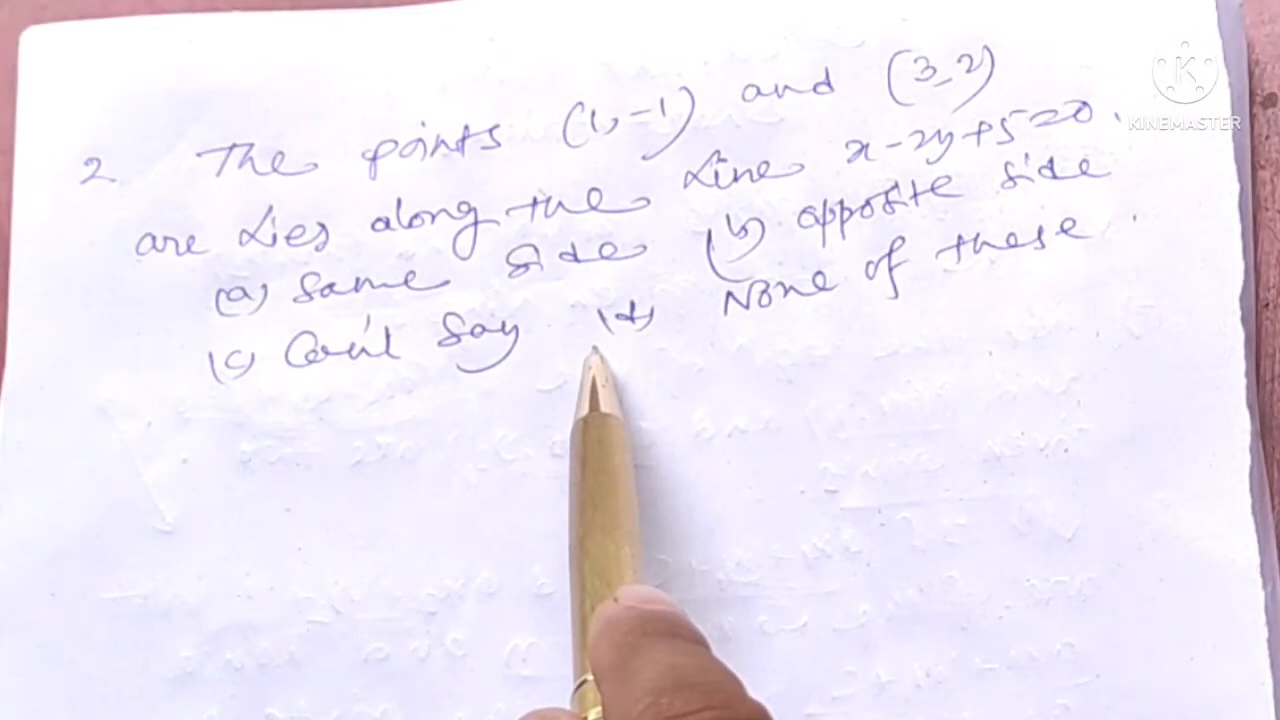 2 The points (1,-1) and (3,2)
are Lies along the Line x-2y+5=0.
(a) Same side (b) opposite side
(c) Can't Say (d) None of these.
KINEMASTER